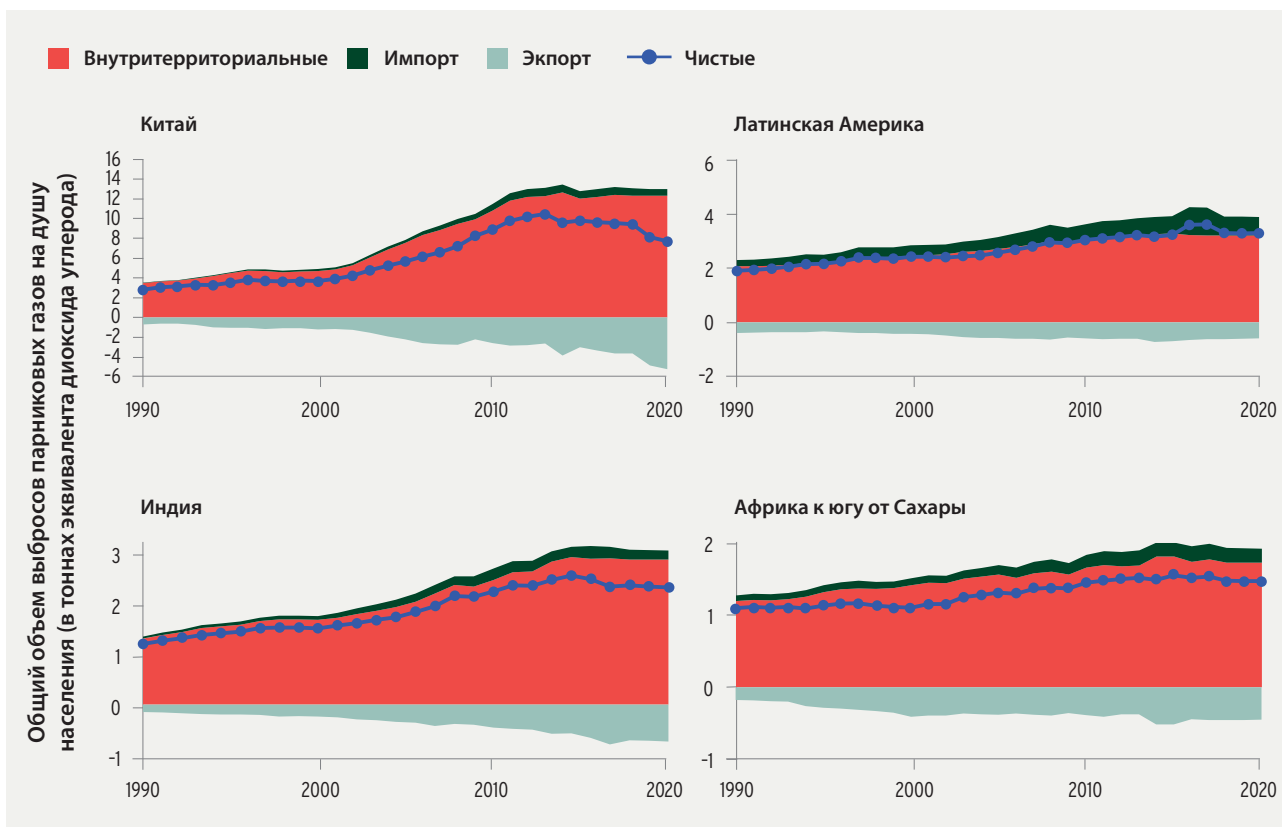 Внутритерриториальные Импорт Экпорт Чистые
Общий объем выбросов парниковых газов на душу
населения (в тоннах эквивалента диоксида углерода)
Китай
16
14
12
10
8
6
4
2
0
-2
-4
-6
1990 2000 2010 2020
Латинская Америка
6
4
2
0
-2
1990 2000 2010 2020
Индия
3
2
1
0
-1
1990 2000 2010 2020
Африка к югу от Сахары
2
1
0
-1
1990 2000 2010 2020